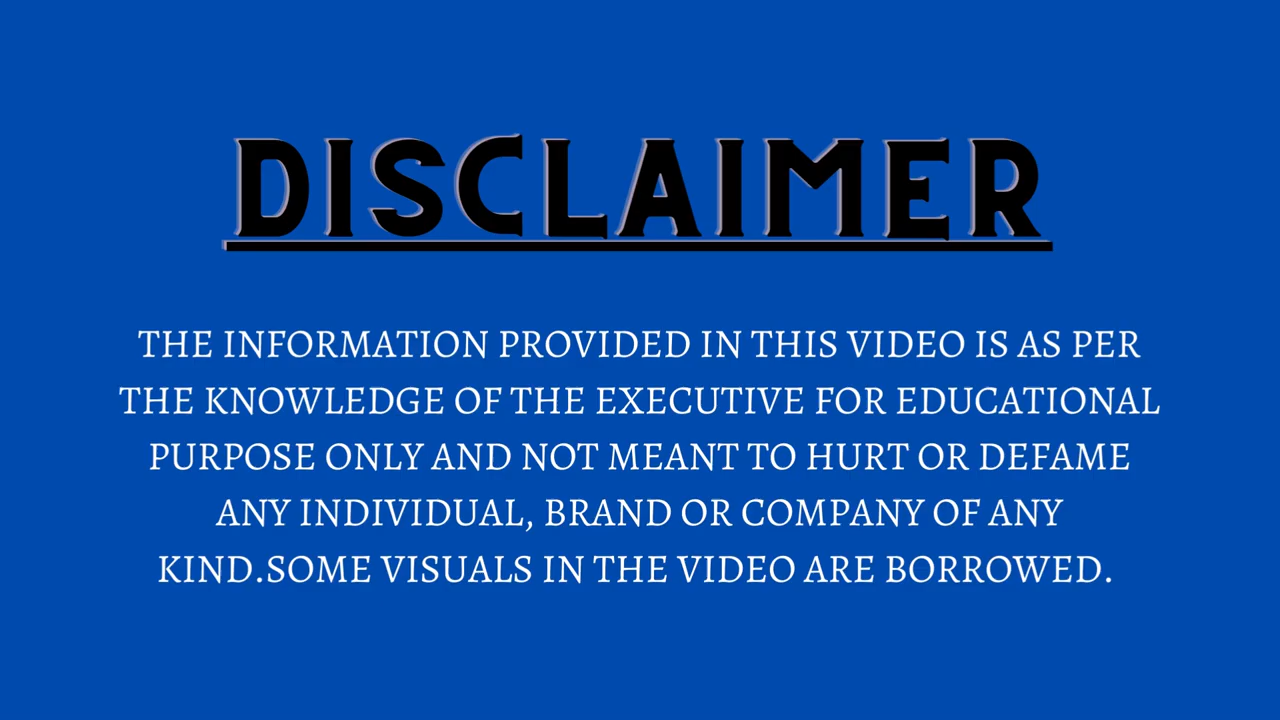 DISCLAIMER
THE INFORMATION PROVIDED IN THIS VIDEO IS AS PER
THE KNOWLEDGE OF THE EXECUTIVE FOR EDUCATIONAL
PURPOSE ONLY AND NOT MEANT TO HURT OR DEFAME
ANY INDIVIDUAL, BRAND OR COMPANY OF ANY
KIND.SOME VISUALS IN THE VIDEO ARE BORROWED.